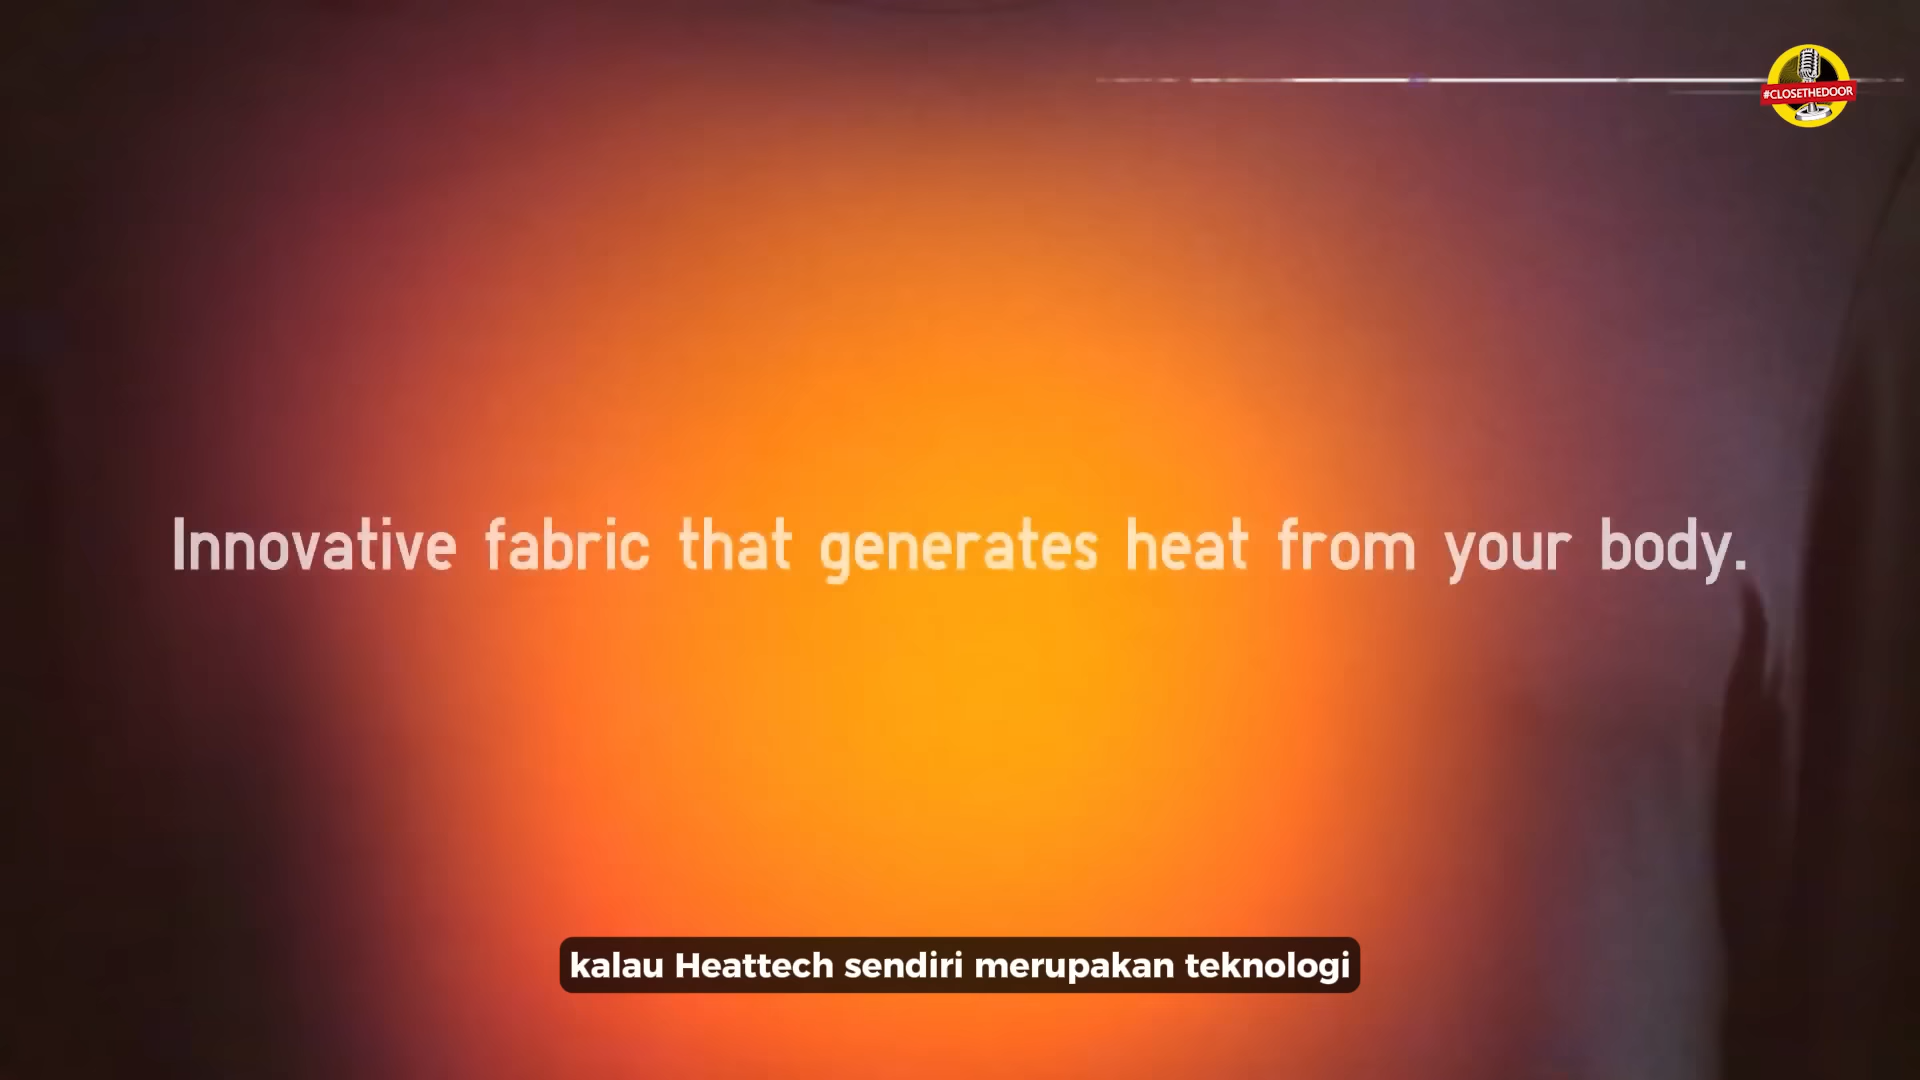 #CLOSETHEDOOR
Innovative fabric that generates heat from your body.
kalau Heattech sendiri merupakan teknologi